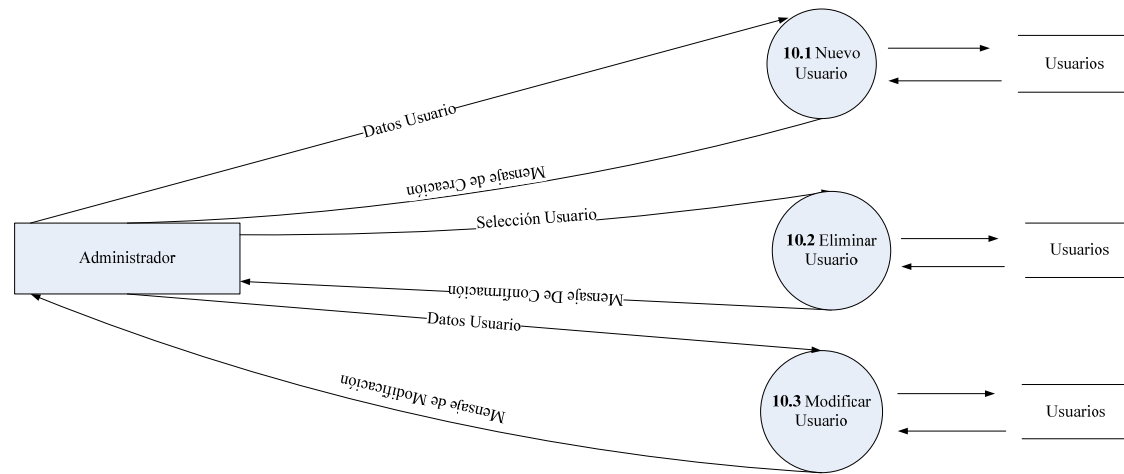 10.1 Nuevo
Usuario
Usuarios
Datos Usuario
Mensaje de Creación
Selección Usuario
Administrador
10.2 Eliminar
Usuario
Usuarios
Mensaje De Confirmación
Datos Usuario
Mensaje de Modificación
10.3 Modificar
Usuario
Usuarios